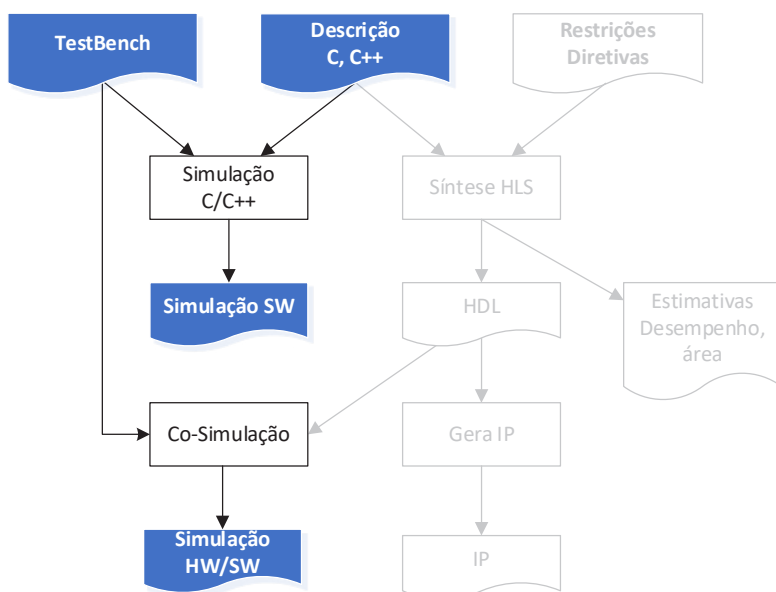 TestBench
Descrição
C, C++
Restrições
Diretivas
Simulação
C/C++
Síntese HLS
Simulação SW
HDL
Estimativas
Desempenho,
área
Co-Simulação
Gera IP
Simulação
HW/SW
IP